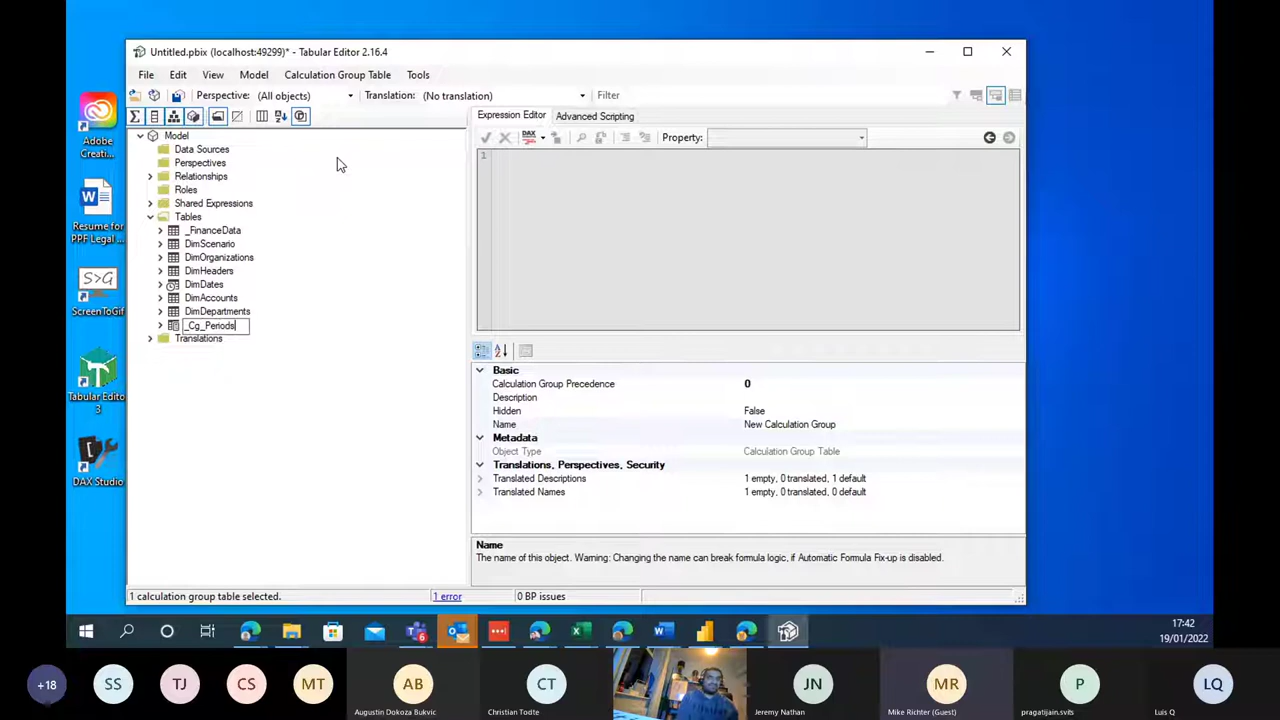 Untitled.pbix (localhost:49299)* - Tabular Editor 2.16.4
File Edit View Model Calculation Group Table Tools
Perspective: (All objects) Translation: (No translation) Filter
Expression Editor Advanced Scripting
DAX Property:
1
Model
Data Sources
Perspectives
Relationships
Roles
Shared Expressions
Tables
_FinanceData
DimScenario
DimOrganizations
DimHeaders
DimDates
DimAccounts
DimDepartments
_Cg_Periods
Translations
Basic
Calculation Group Precedence 0
Description
Hidden False
Name New Calculation Group
Metadata
Object Type Calculation Group Table
Translations, Perspectives, Security
Translated Descriptions 1 empty, 0 translated, 1 default
Translated Names 1 empty, 0 translated, 0 default
Name
The name of this object. Warning: Changing the name can break formula logic, if Automatic Formula Fix-up is disabled.
1 calculation group table selected. 1 error 0 BP issues
Adobe
Creati...
Resume for
PPF Legal ...
S>G
ScreenToGif
Tabular Edito
3
DAX Studio
17:42
19/01/2022
+18 SS TJ CS MT AB CT JN MR P LQ
Augustin Dokoza Bukvic Christian Todte Jeremy Nathan Mike Richter (Guest) pragatijain.svits Luis Q